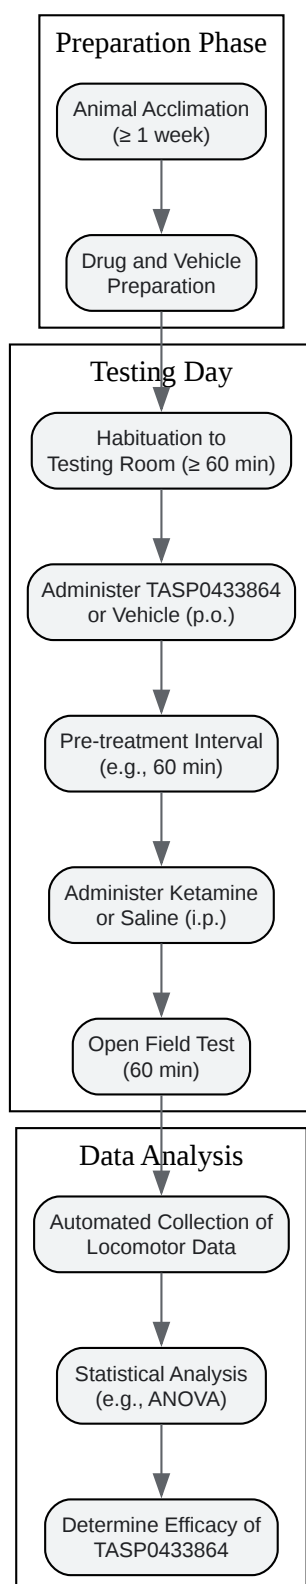 Preparation Phase
Animal Acclimation
(≥ 1 week)
Drug and Vehicle
Preparation
Testing Day
Habituation to
Testing Room (≥ 60 min)
Administer TASP0433864
or Vehicle (p.o.)
Pre-treatment Interval
(e.g., 60 min)
Administer Ketamine
or Saline (i.p.)
Open Field Test
(60 min)
Data Analysis
Automated Collection of
Locomotor Data
Statistical Analysis
(e.g., ANOVA)
Determine Efficacy of
TASP0433864